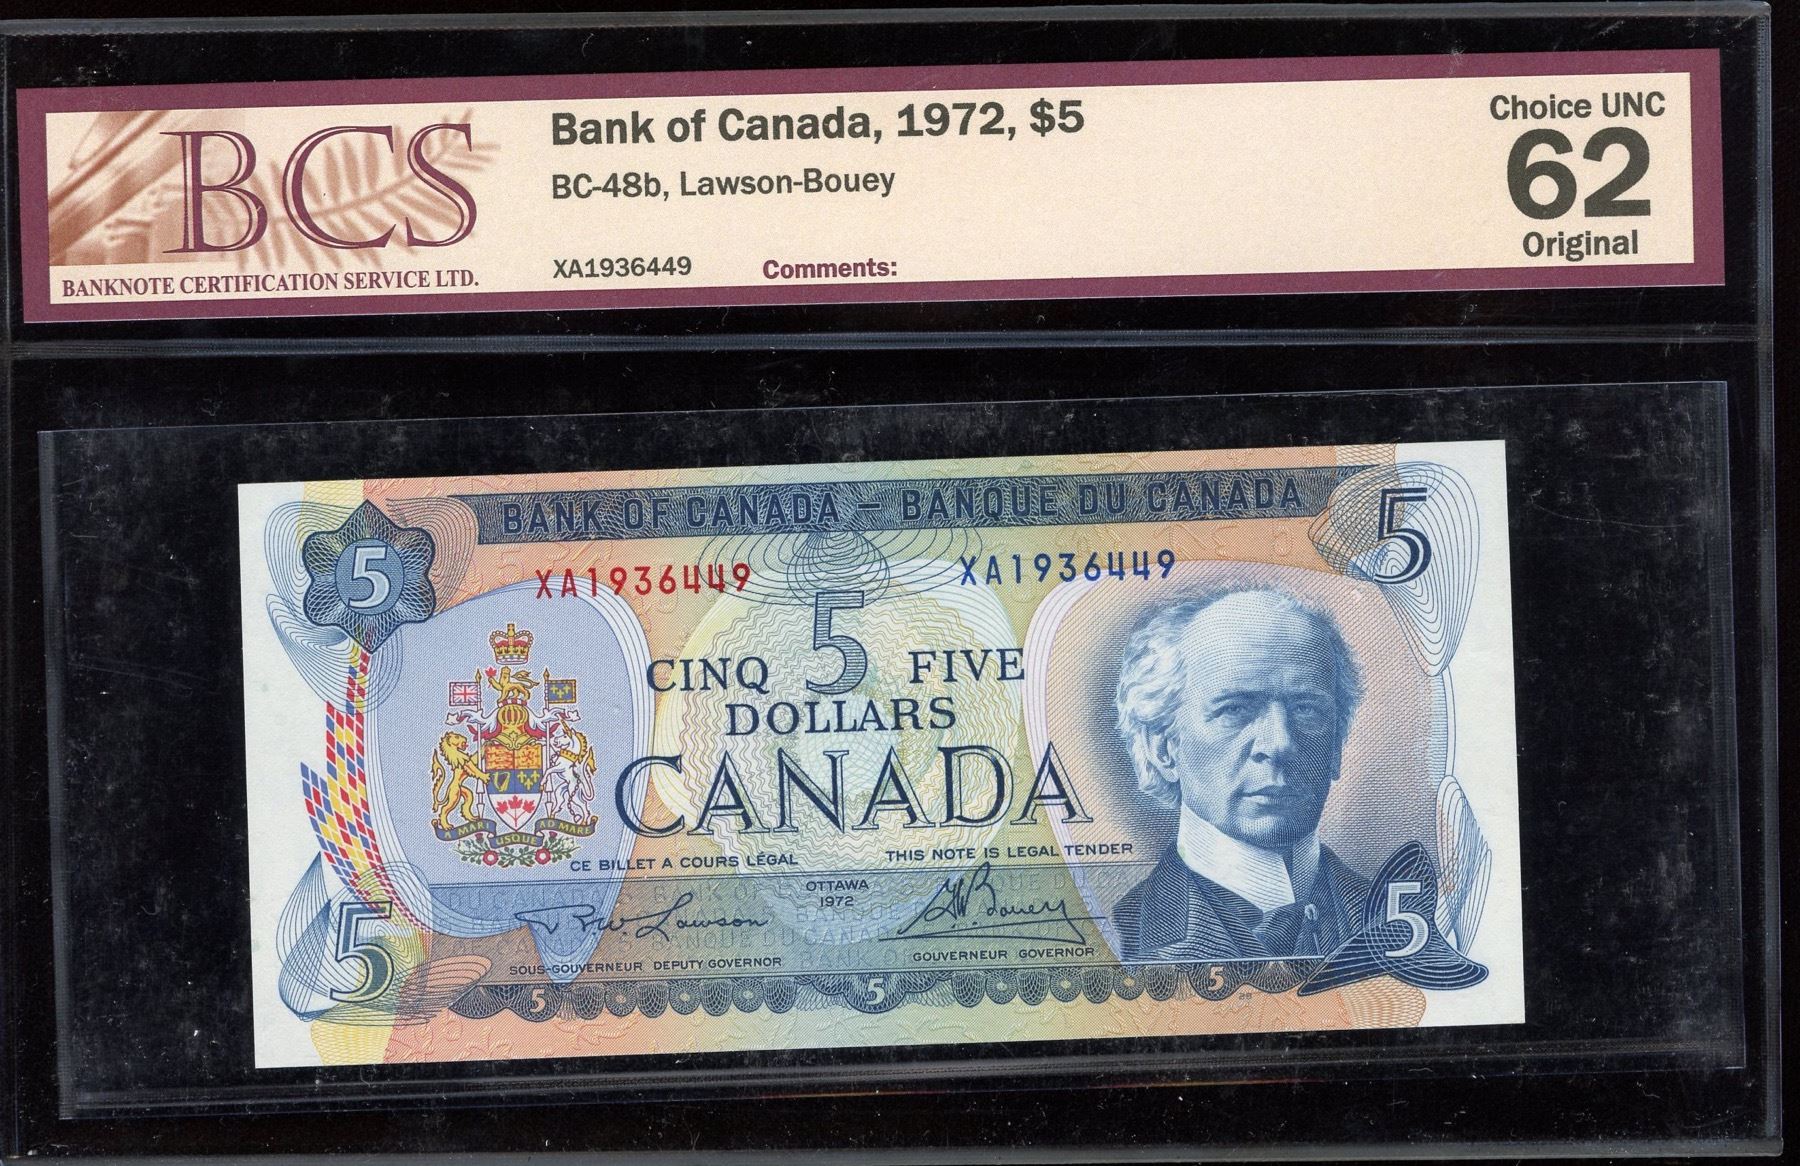 BCS
BANKNOTE CERTIFICATION SERVICE LTD.
Bank of Canada, 1972, $5
BC-48b, Lawson-Bouey
XA1936449 Comments:
Choice UNC
62
Original
BANK OF CANADA – BANQUE DU CANADA
5
5
XA1936449 XA1936449
CINQ 5 FIVE
DOLLARS
CANADA
A MARI USQUE AD MARE
CE BILLET A COURS LÉGAL THIS NOTE IS LEGAL TENDER
OTTAWA
1972
R.W. Lawson G.K. Bouey
SOUS-GOUVERNEUR DEPUTY GOVERNOR GOUVERNEUR GOVERNOR
5 5
5 5 5